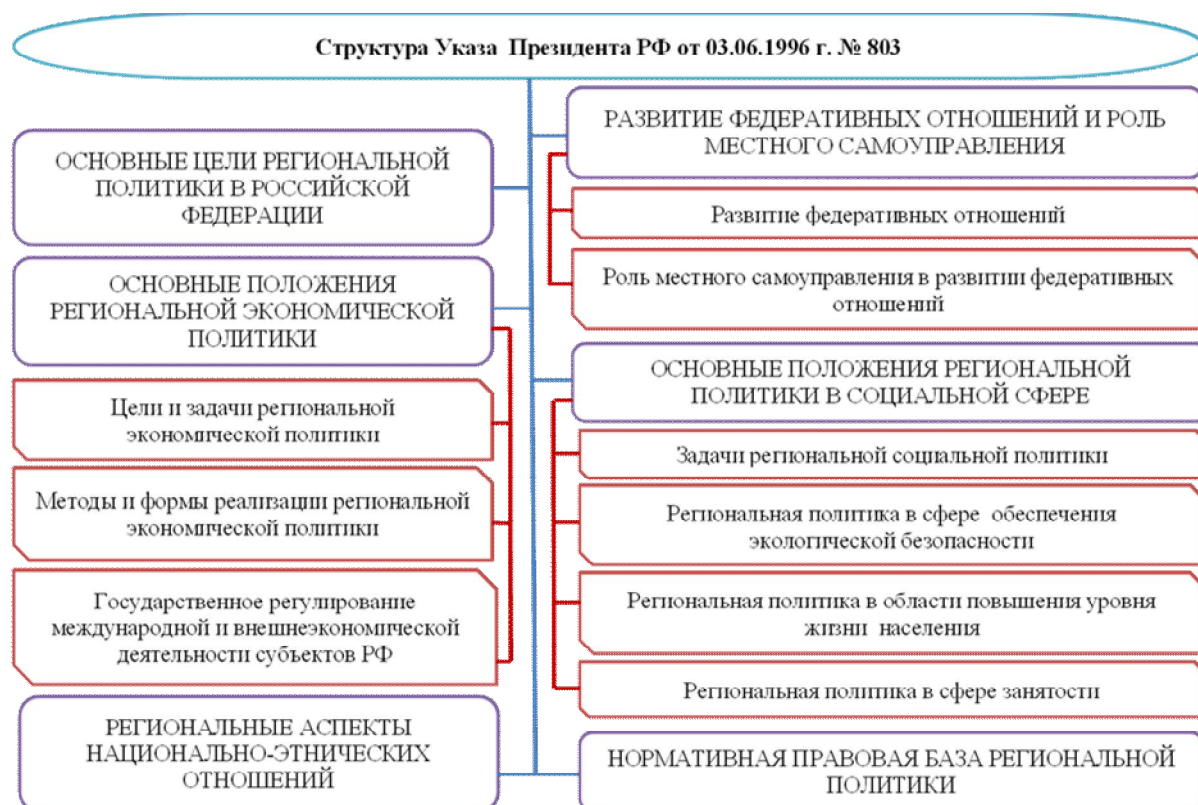 Структура Указа Президента РФ от 03.06.1996 г. № 803
ОСНОВНЫЕ ЦЕЛИ РЕГИОНАЛЬНОЙ
ПОЛИТИКИ В РОССИЙСКОЙ
ФЕДЕРАЦИИ
ОСНОВНЫЕ ПОЛОЖЕНИЯ
РЕГИОНАЛЬНОЙ ЭКОНОМИЧЕСКОЙ
ПОЛИТИКИ
Цели и задачи региональной
экономической политики
Методы и формы реализации региональной
экономической политики
Государственное регулирование
международной и внешнеэкономической
деятельности субъектов РФ
РЕГИОНАЛЬНЫЕ АСПЕКТЫ
НАЦИОНАЛЬНО-ЭТНИЧЕСКИХ
ОТНОШЕНИЙ
РАЗВИТИЕ ФЕДЕРАТИВНЫХ ОТНОШЕНИЙ И РОЛЬ
МЕСТНОГО САМОУПРАВЛЕНИЯ
Развитие федеративных отношений
Роль местного самоуправления в развитии федеративных
отношений
ОСНОВНЫЕ ПОЛОЖЕНИЯ РЕГИОНАЛЬНОЙ
ПОЛИТИКИ В СОЦИАЛЬНОЙ СФЕРЕ
Задачи региональной социальной политики
Региональная политика в сфере обеспечения
экологической безопасности
Региональная политика в области повышения уровня
жизни населения
Региональная политика в сфере занятости
НОРМАТИВНАЯ ПРАВОВАЯ БАЗА РЕГИОНАЛЬНОЙ
ПОЛИТИКИ